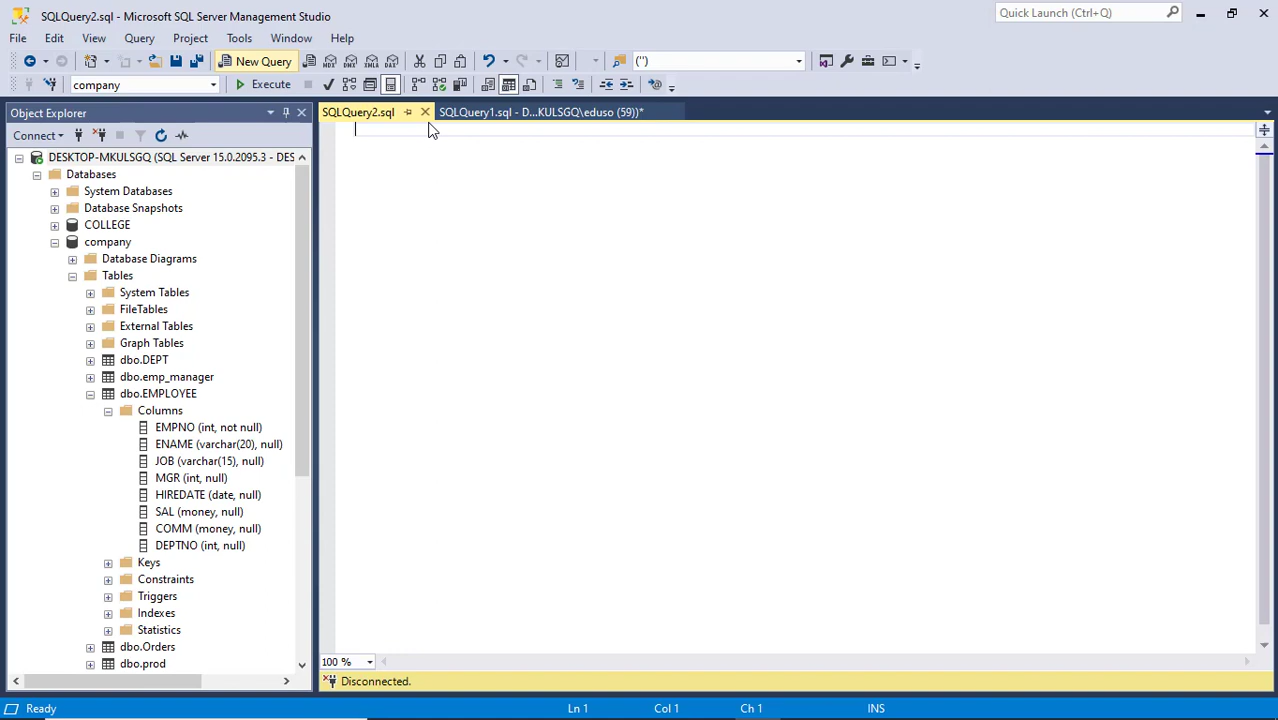 SQLQuery2.sql - Microsoft SQL Server Management Studio
Quick Launch (Ctrl+Q)
File Edit View Query Project Tools Window Help
New Query MDX DMX XMLA DAX (")
company Execute
Object Explorer
SQLQuery2.sql SQLQuery1.sql - D...KULSGQ\eduso (59))*
Connect
DESKTOP-MKULSGQ (SQL Server 15.0.2095.3 - DES
Databases
System Databases
Database Snapshots
COLLEGE
company
Database Diagrams
Tables
System Tables
FileTables
External Tables
Graph Tables
dbo.DEPT
dbo.emp_manager
dbo.EMPLOYEE
Columns
EMPNO (int, not null)
ENAME (varchar(20), null)
JOB (varchar(15), null)
MGR (int, null)
HIREDATE (date, null)
SAL (money, null)
COMM (money, null)
DEPTNO (int, null)
Keys
Constraints
Triggers
Indexes
Statistics
dbo.Orders
dbo.prod
100 %
Disconnected.
Ready Ln 1 Col 1 Ch 1 INS